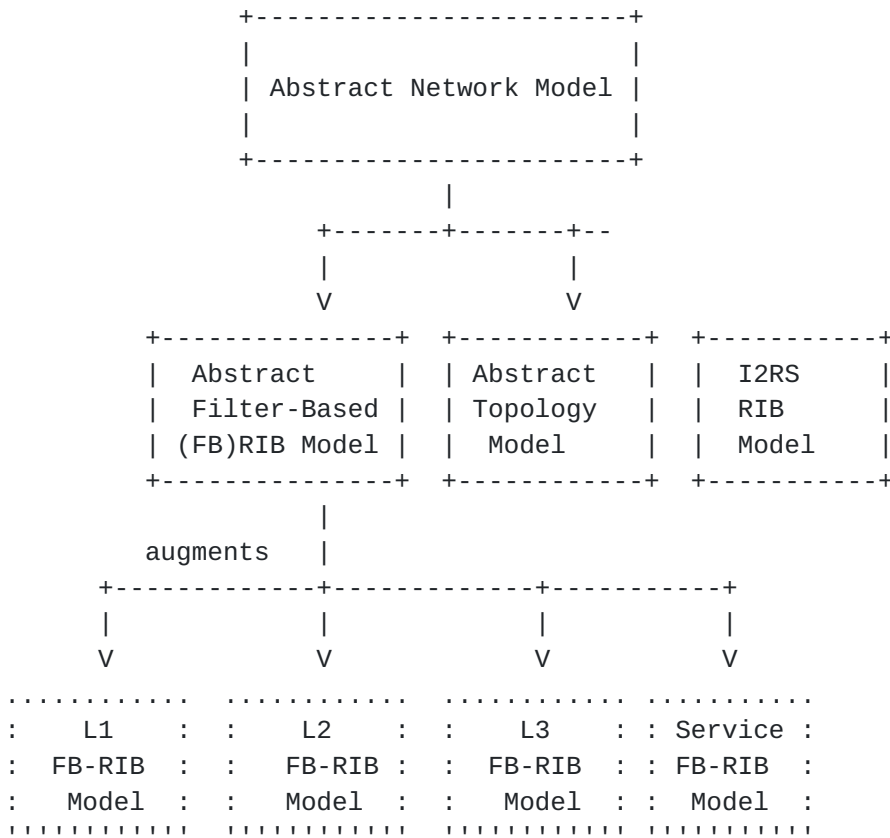 Abstract Network Model
Abstract Abstract I2RS
Filter-Based Topology RIB
(FB)RIB Model Model Model
augments
L1 L2 L3 Service
FB-RIB FB-RIB FB-RIB FB-RIB
Model Model Model Model